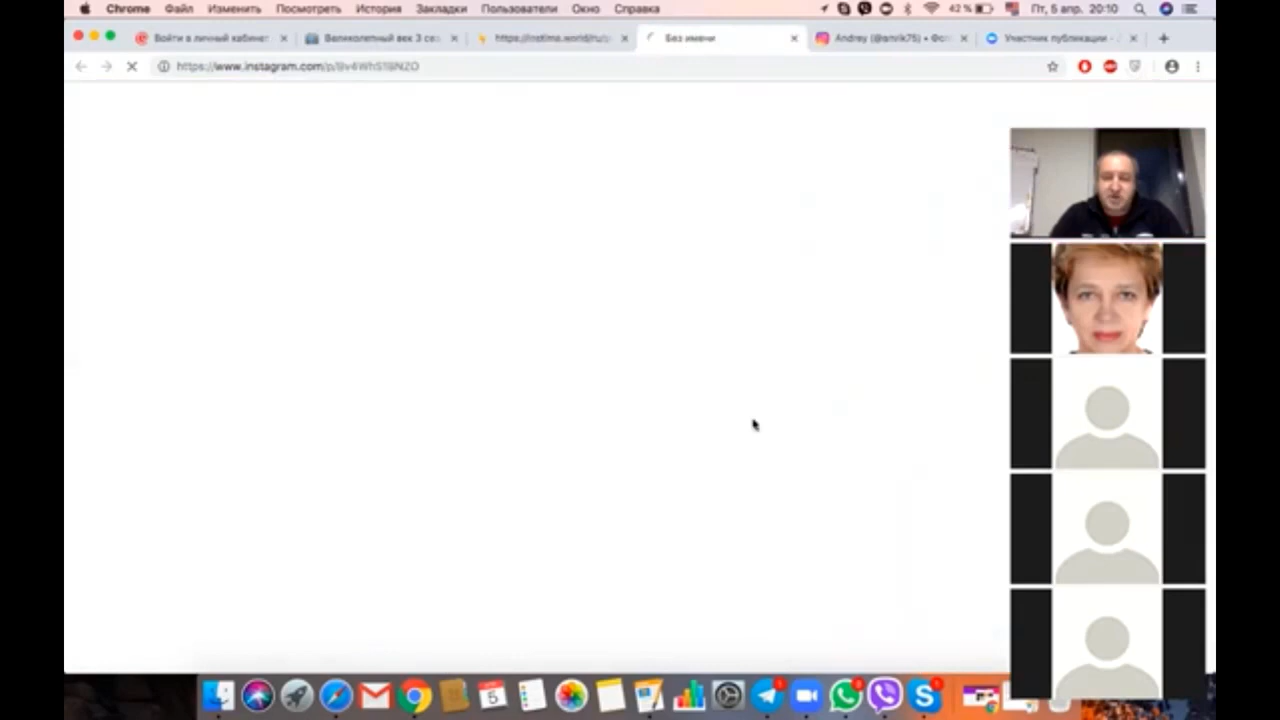 Chrome Файл Изменить Посмотреть История Закладки Пользователи Окно Справка 42 % Пт, 5 апр. 20:10
Войти в личный кабинет Великолепный век 3 се Без имени Andrey Участник публикации -
https://www.instagram.com/p/
5